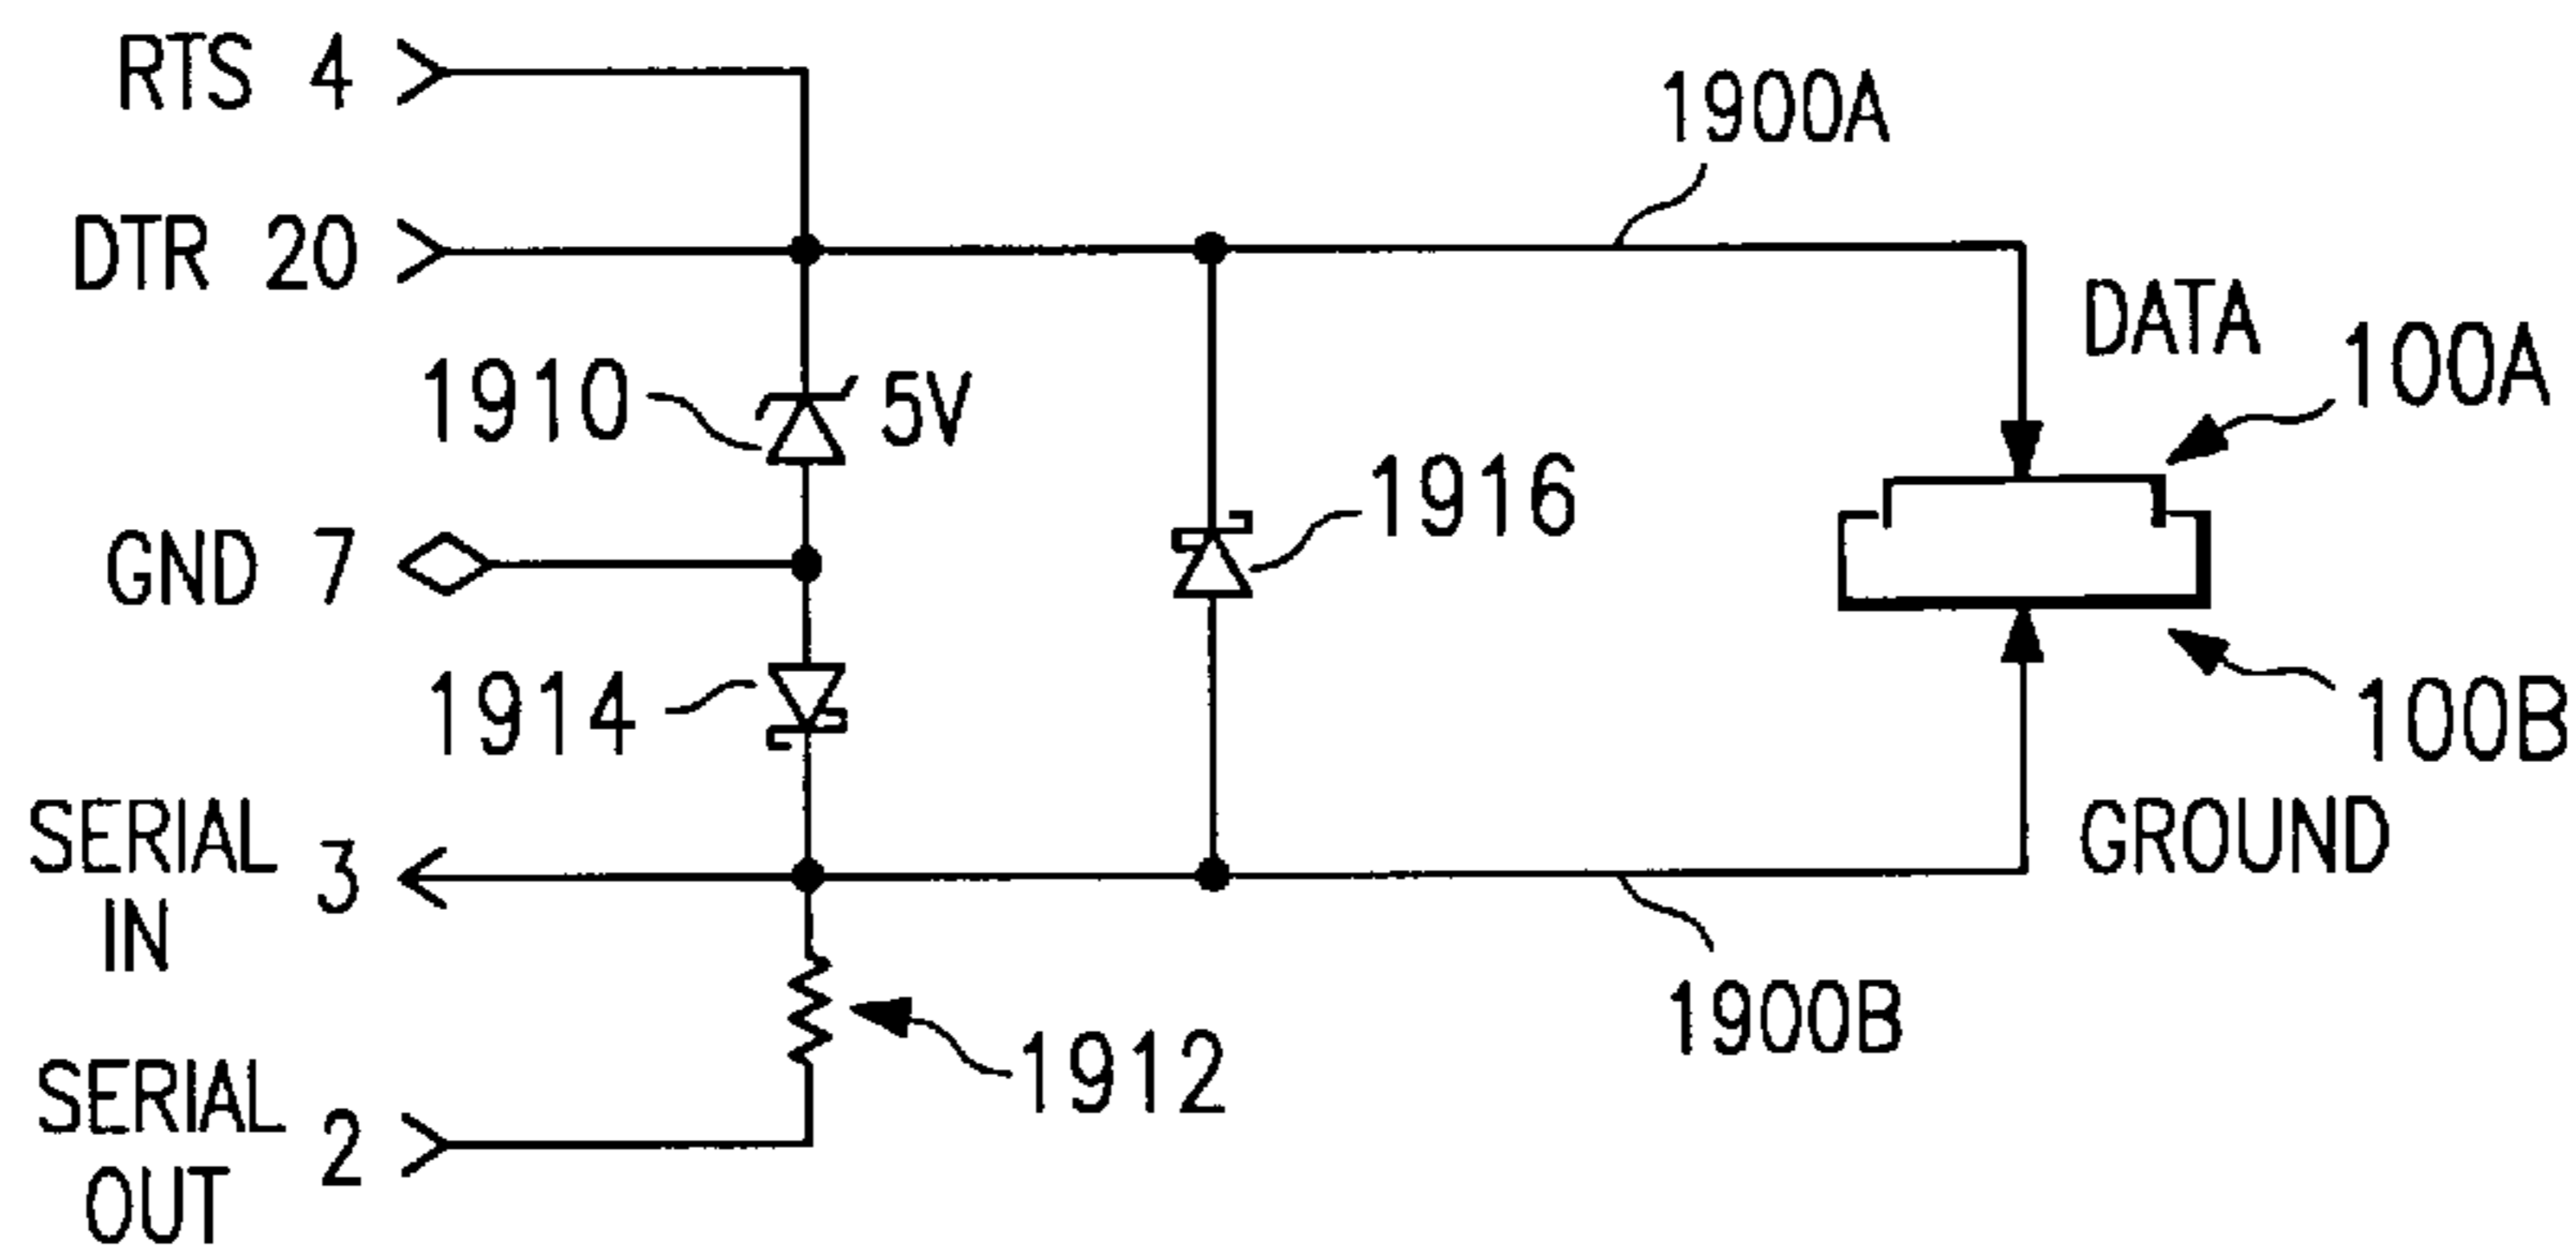 RTS 4
1900A
DTR 20
DATA
100A
1910
5V
1916
GND 7
1914
100B
SERIAL
IN
3
GROUND
1900B
1912
SERIAL
OUT
2